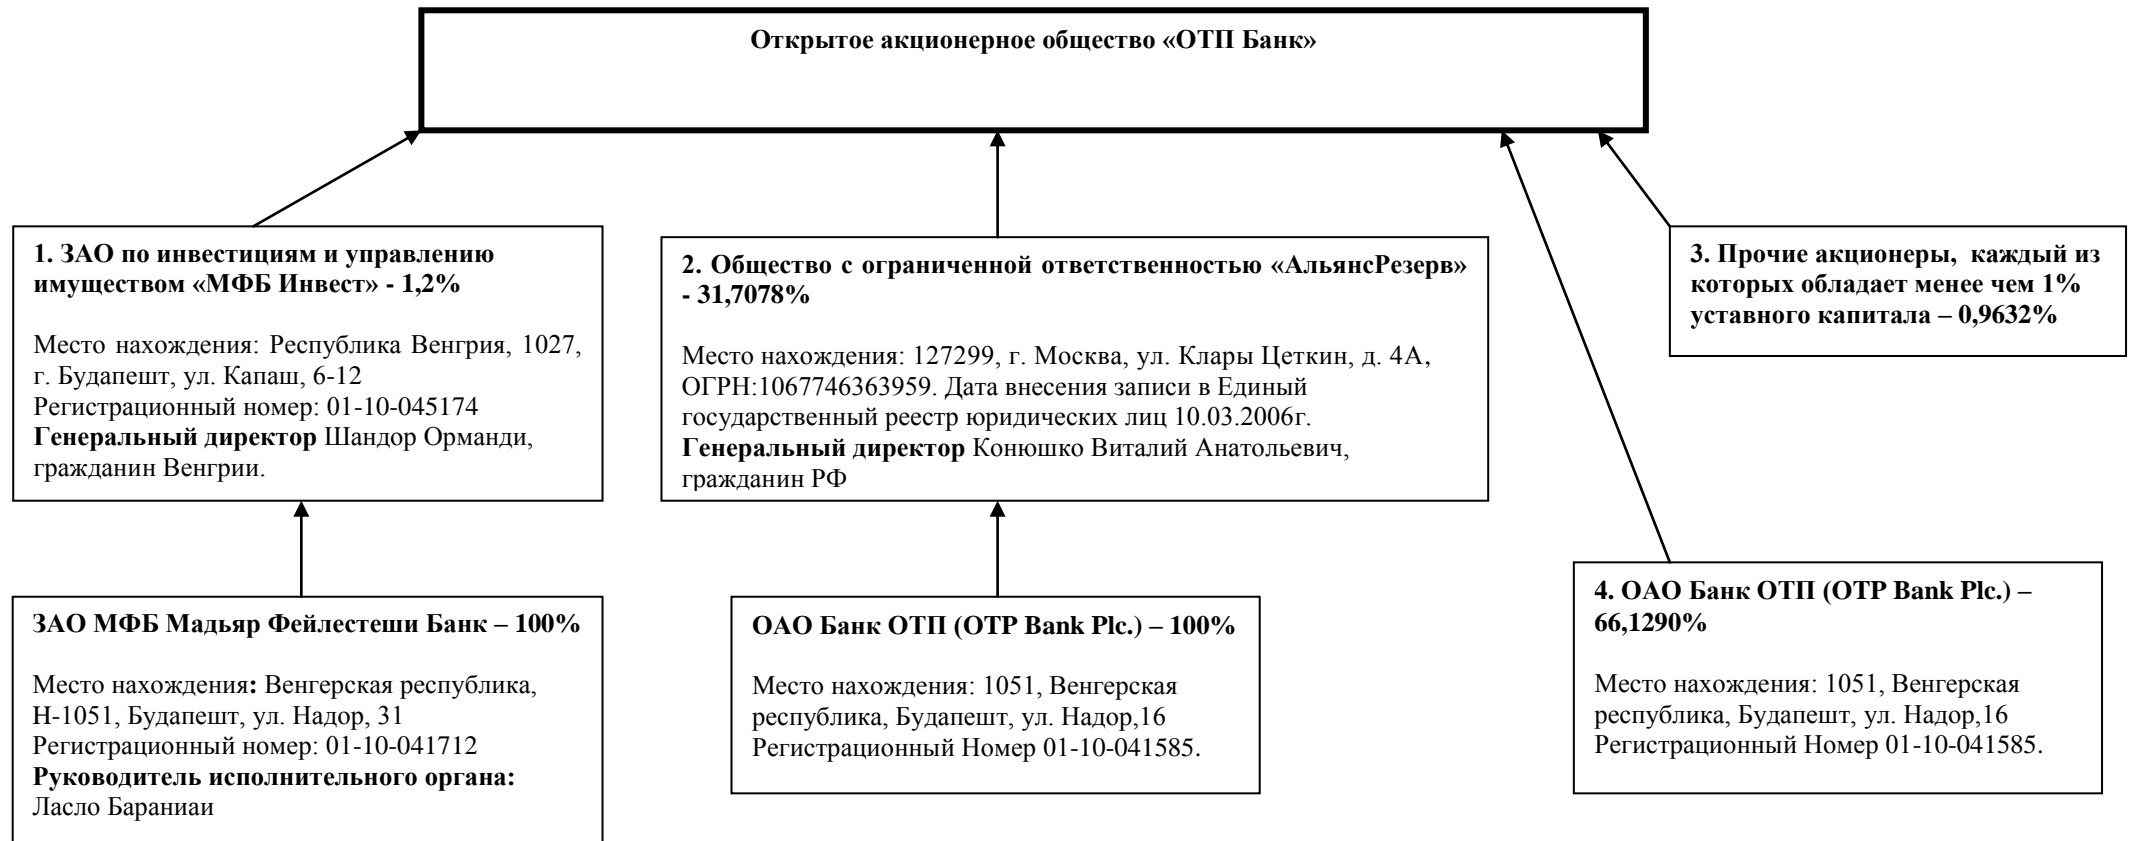 Открытое акционерное общество «ОТП Банк»
1. ЗАО по инвестициям и управлению
имуществом «МФБ Инвест» - 1,2%
Место нахождения: Республика Венгрия, 1027,
г. Будапешт, ул. Капаш, 6-12
Регистрационный номер: 01-10-045174
Генеральный директор Шандор Орманди,
гражданин Венгрии.
2. Общество с ограниченной ответственностью «АльянсРезерв»
- 31,7078%
Место нахождения: 127299, г. Москва, ул. Клары Цеткин, д. 4А,
ОГРН:1067746363959. Дата внесения записи в Единый
государственный реестр юридических лиц 10.03.2006г.
Генеральный директор Конюшко Виталий Анатольевич,
гражданин РФ
3. Прочие акционеры, каждый из
которых обладает менее чем 1%
уставного капитала – 0,9632%
ЗАО МФБ Мадьяр Фейлестеши Банк – 100%
Место нахождения: Венгерская республика,
Н-1051, Будапешт, ул. Надор, 31
Регистрационный номер: 01-10-041712
Руководитель исполнительного органа:
Ласло Бараниаи
ОАО Банк ОТП (OTP Bank Plc.) – 100%
Место нахождения: 1051, Венгерская
республика, Будапешт, ул. Надор,16
Регистрационный Номер 01-10-041585.
4. ОАО Банк ОТП (OTP Bank Plc.) –
66,1290%
Место нахождения: 1051, Венгерская
республика, Будапешт, ул. Надор,16
Регистрационный Номер 01-10-041585.